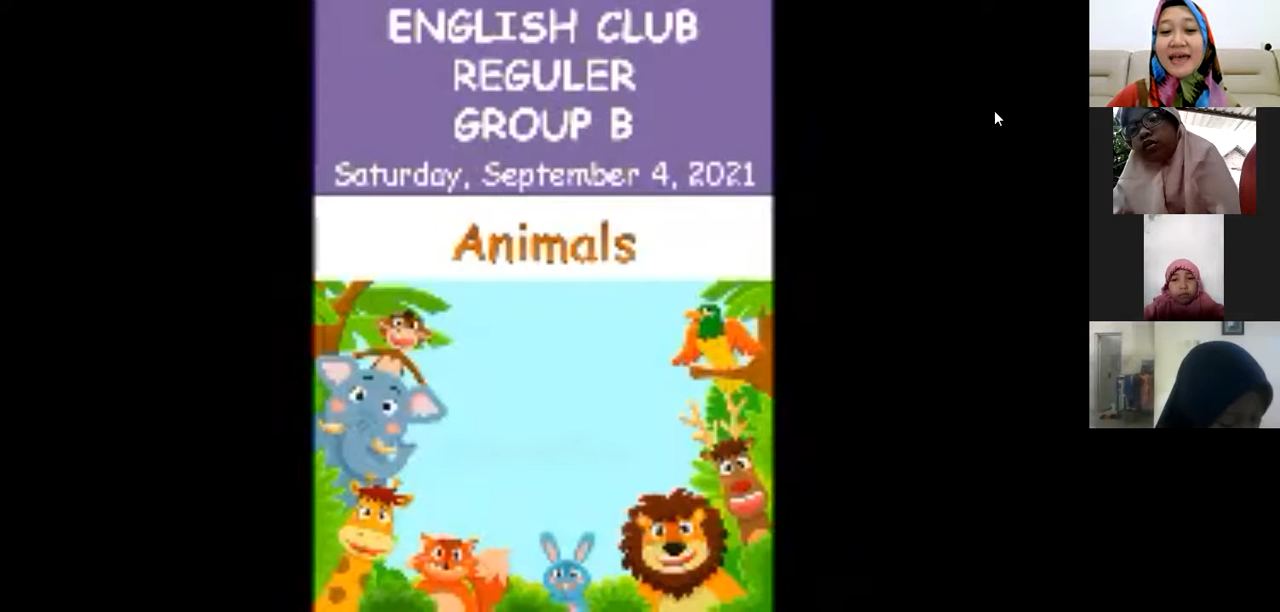 ENGLISH CLUB
REGULER
GROUP B
Saturday, September 4, 2021
Animals